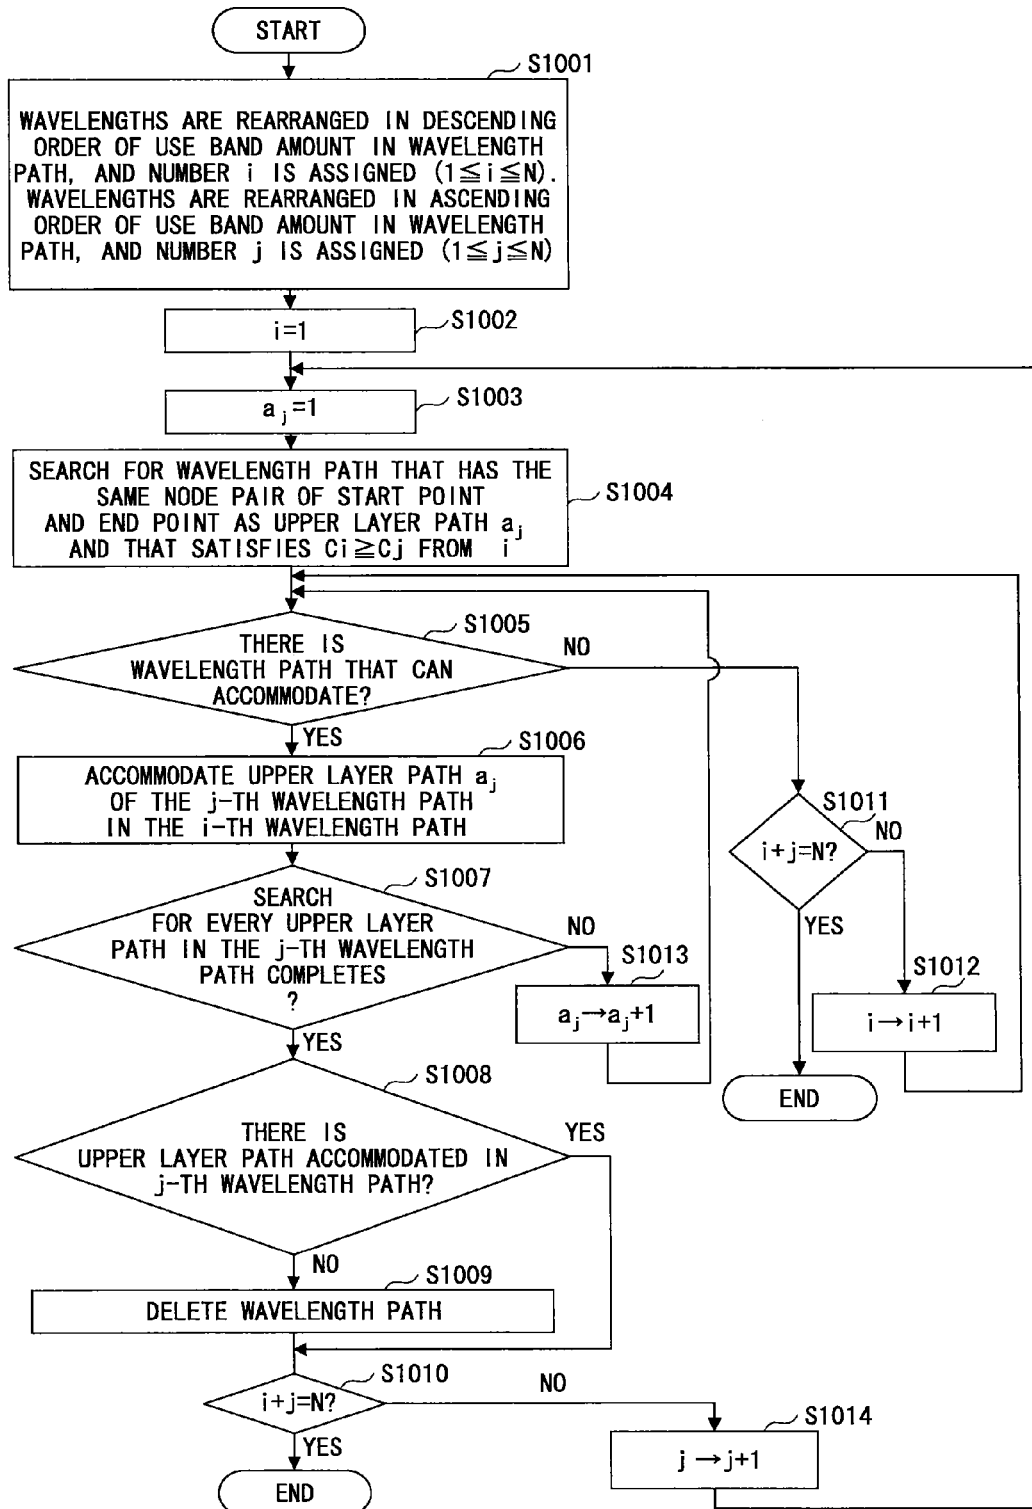 START
S1001
WAVELENGTHS ARE REARRANGED IN DESCENDING
ORDER OF USE BAND AMOUNT IN WAVELENGTH
PATH, AND NUMBER i IS ASSIGNED (1≦i≦N).
WAVELENGTHS ARE REARRANGED IN ASCENDING
ORDER OF USE BAND AMOUNT IN WAVELENGTH
PATH, AND NUMBER j IS ASSIGNED (1≦j≦N)
i=1
S1002
aj=1
S1003
SEARCH FOR WAVELENGTH PATH THAT HAS THE
SAME NODE PAIR OF START POINT
AND END POINT AS UPPER LAYER PATH aj
AND THAT SATISFIES Ci≧Cj FROM i
S1004
S1005
THERE IS
WAVELENGTH PATH THAT CAN
ACCOMMODATE?
NO
YES
S1006
ACCOMMODATE UPPER LAYER PATH aj
OF THE j-TH WAVELENGTH PATH
IN THE i-TH WAVELENGTH PATH
S1011
i+j=N?
NO
YES
S1007
SEARCH
FOR EVERY UPPER LAYER
PATH IN THE j-TH WAVELENGTH
PATH COMPLETES
?
NO
YES
S1013
aj→aj+1
S1012
i→i+1
END
S1008
THERE IS
UPPER LAYER PATH ACCOMMODATED IN
j-TH WAVELENGTH PATH?
YES
NO
S1009
DELETE WAVELENGTH PATH
S1010
i+j=N?
NO
YES
S1014
j→j+1
END